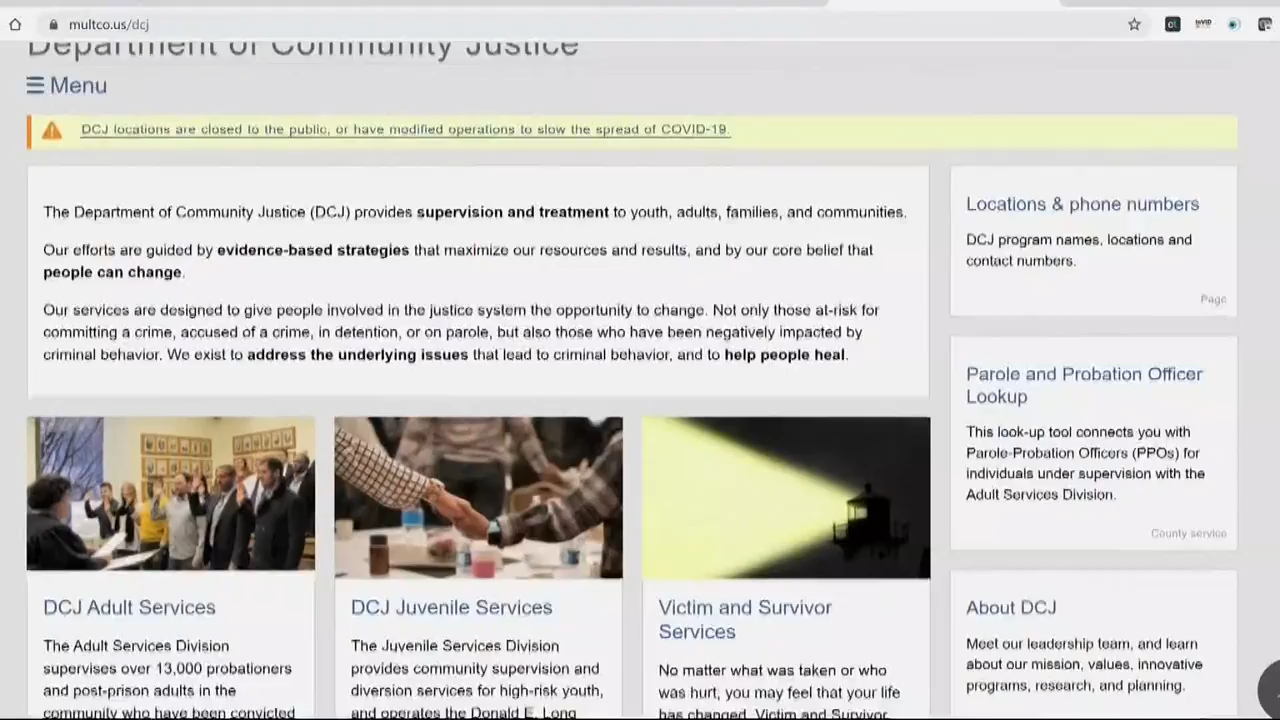 multco.us/dcj
Department of Community Justice
Menu
DCJ locations are closed to the public, or have modified operations to slow the spread of COVID-19.
The Department of Community Justice (DCJ) provides supervision and treatment to youth, adults, families, and communities.
Our efforts are guided by evidence-based strategies that maximize our resources and results, and by our core belief that
people can change.
Our services are designed to give people involved in the justice system the opportunity to change. Not only those at-risk for
committing a crime, accused of a crime, in detention, or on parole, but also those who have been negatively impacted by
criminal behavior. We exist to address the underlying issues that lead to criminal behavior, and to help people heal.
DCJ Adult Services
The Adult Services Division
supervises over 13,000 probationers
and post-prison adults in the
community who have been convicted
DCJ Juvenile Services
The Juvenile Services Division
provides community supervision and
diversion services for high-risk youth,
and operates the Donald E. Long
Victim and Survivor
Services
No matter what was taken or who
was hurt, you may feel that your life
has changed. Victim and Survivor
Locations & phone numbers
DCJ program names, locations and
contact numbers.
Page
Parole and Probation Officer
Lookup
This look-up tool connects you with
Parole-Probation Officers (PPOs) for
individuals under supervision with the
Adult Services Division.
County service
About DCJ
Meet our leadership team, and learn
about our mission, values, innovative
programs, research, and planning.